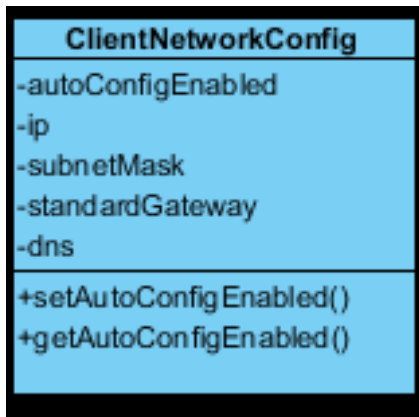 ClientNetworkConfig
-autoConfigEnabled
-ip
-subnetMask
-standardGateway
-dns
+setAutoConfigEnabled()
+getAutoConfigEnabled()